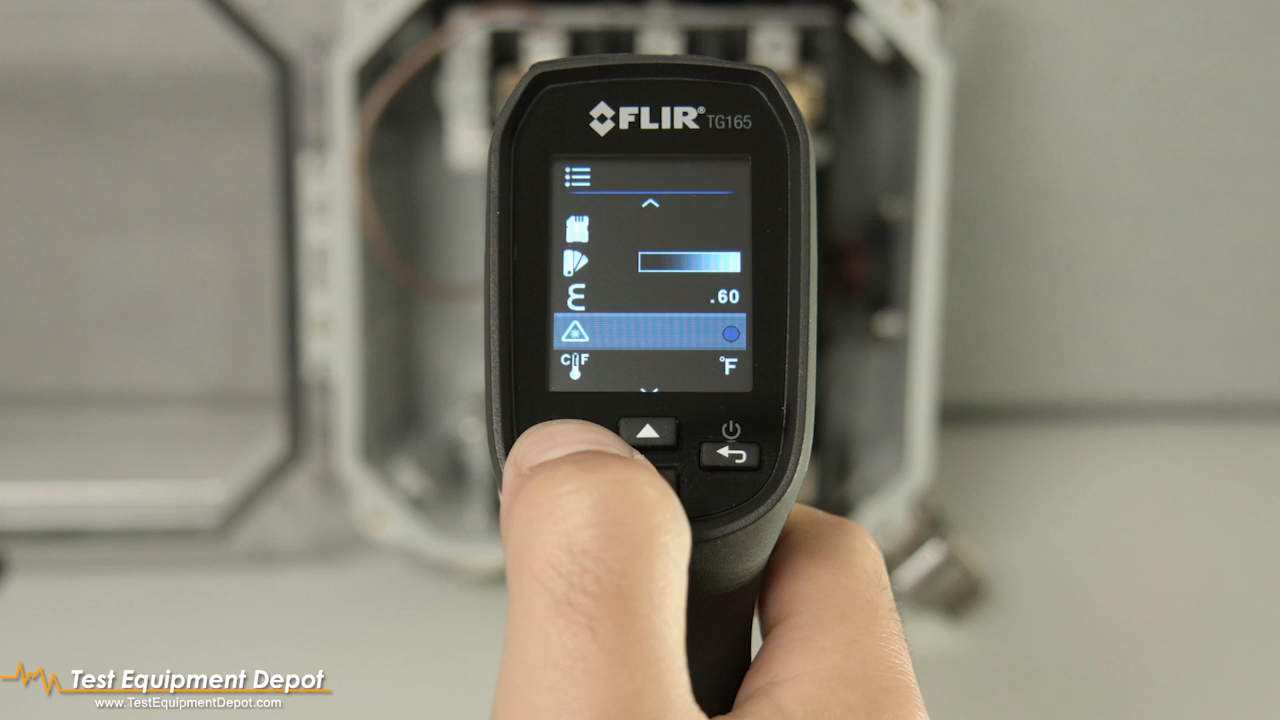 FLIR® TG165
ε .60
C F °F
Test Equipment Depot
www.TestEquipmentDepot.com